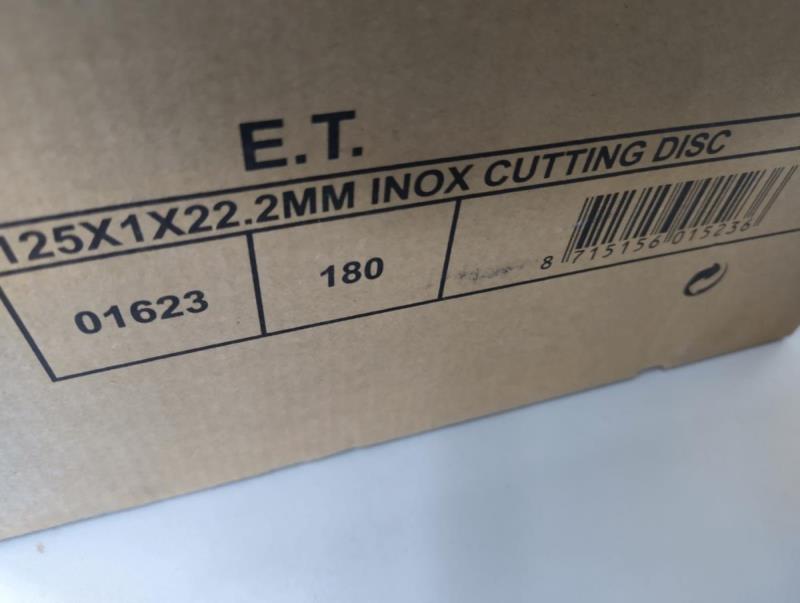 E.T.
125X1X22.2MM INOX CUTTING DISC
01623
180
8 715156 015236